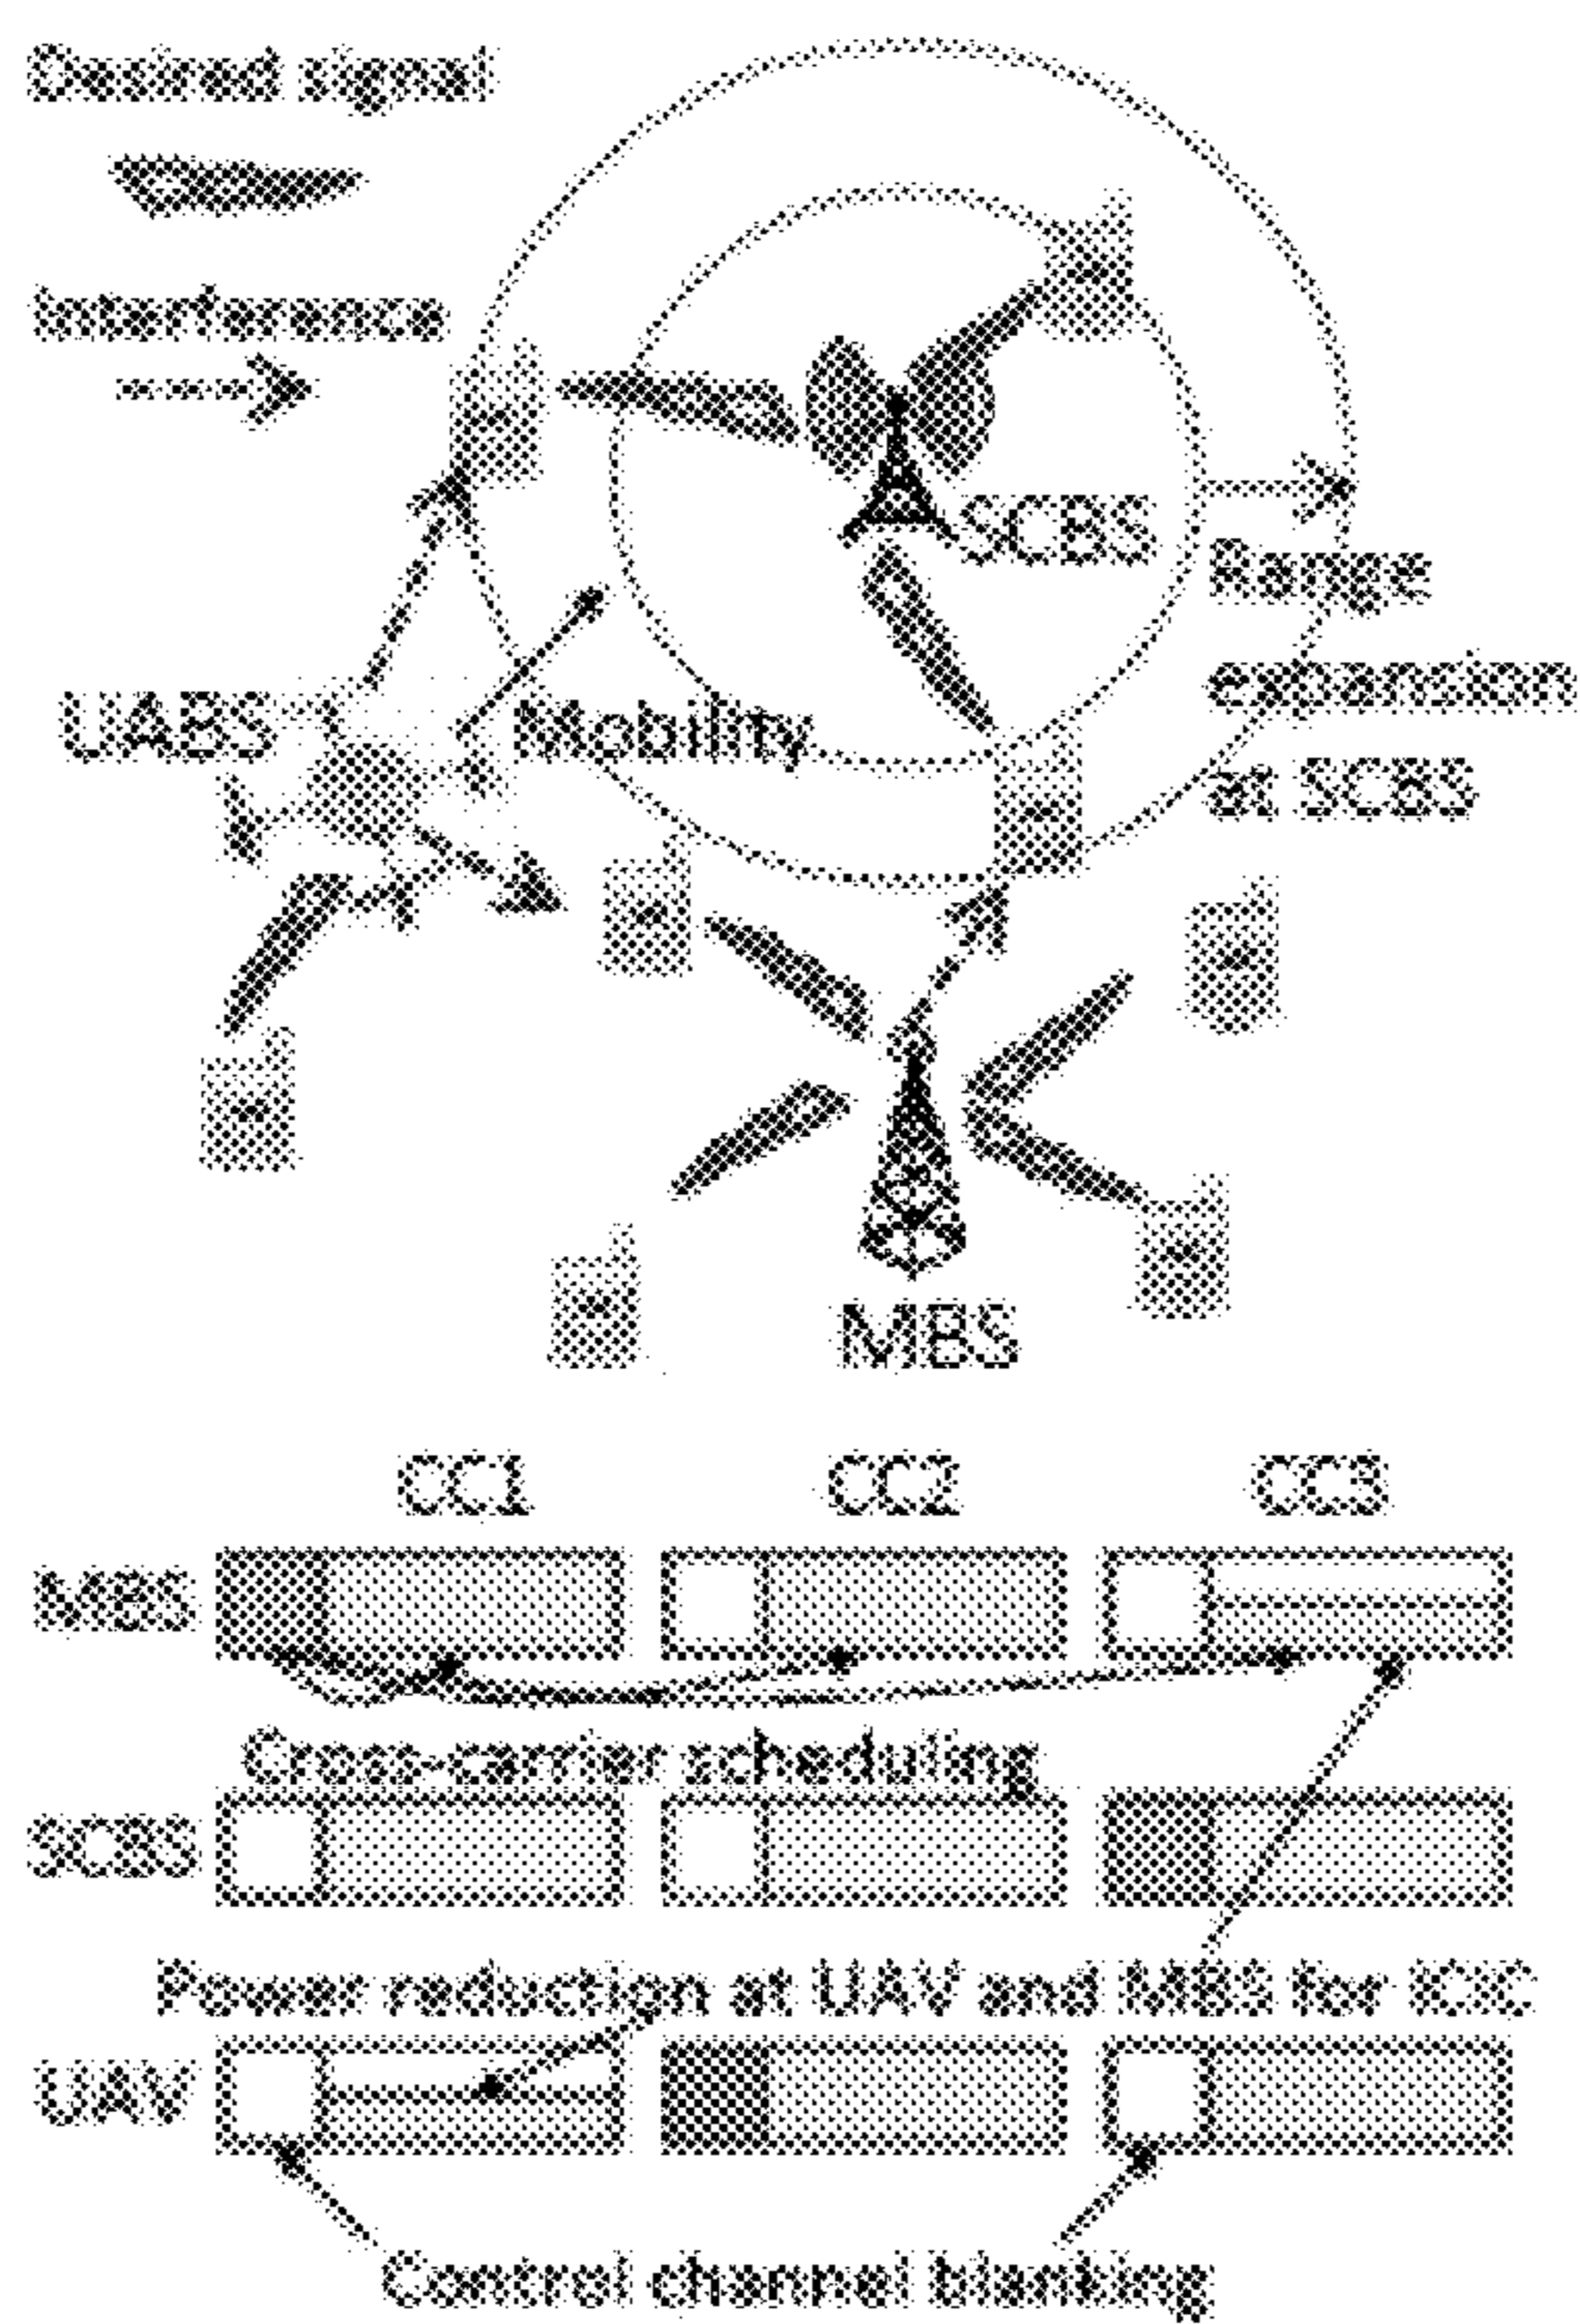 Desired signal
Interference
SCBS
Range
expansion
at SCBS
UABS
Mobility
MBS
CC1 CC2 CC3
MBS
Cross-carrier scheduling
SCBS
Power reduction at UAV and MBS for ICIC
UAV
Control channel blanking